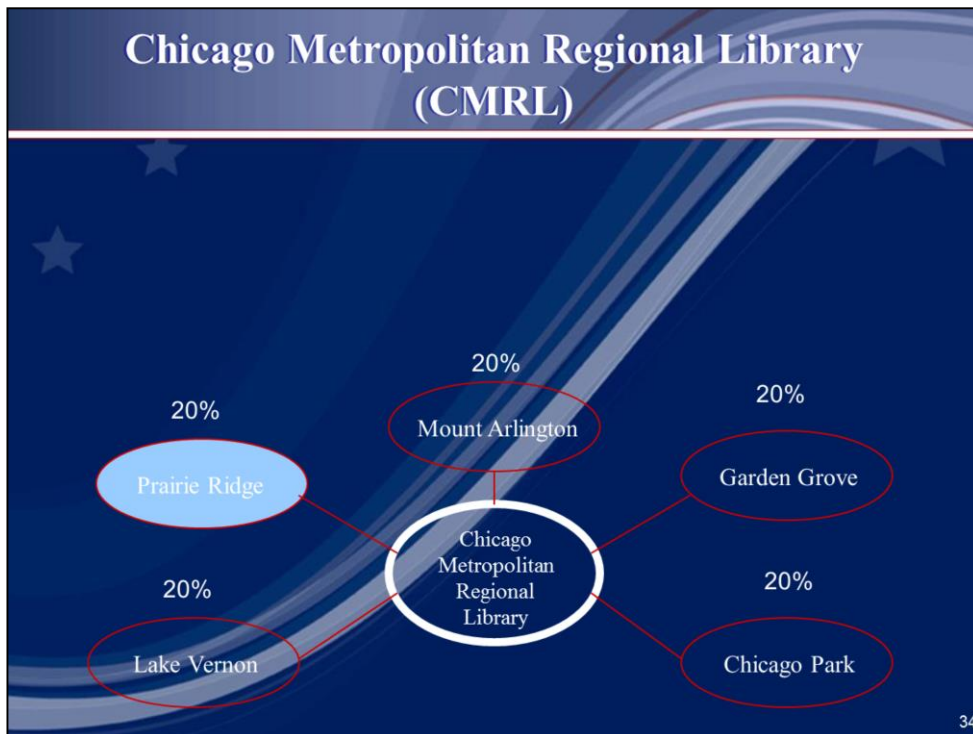 Chicago Metropolitan Regional Library
(CMRL)
20%
Mount Arlington
20%
Prairie Ridge
20%
Garden Grove
Chicago
Metropolitan
Regional
Library
20%
Lake Vernon
20%
Chicago Park
34